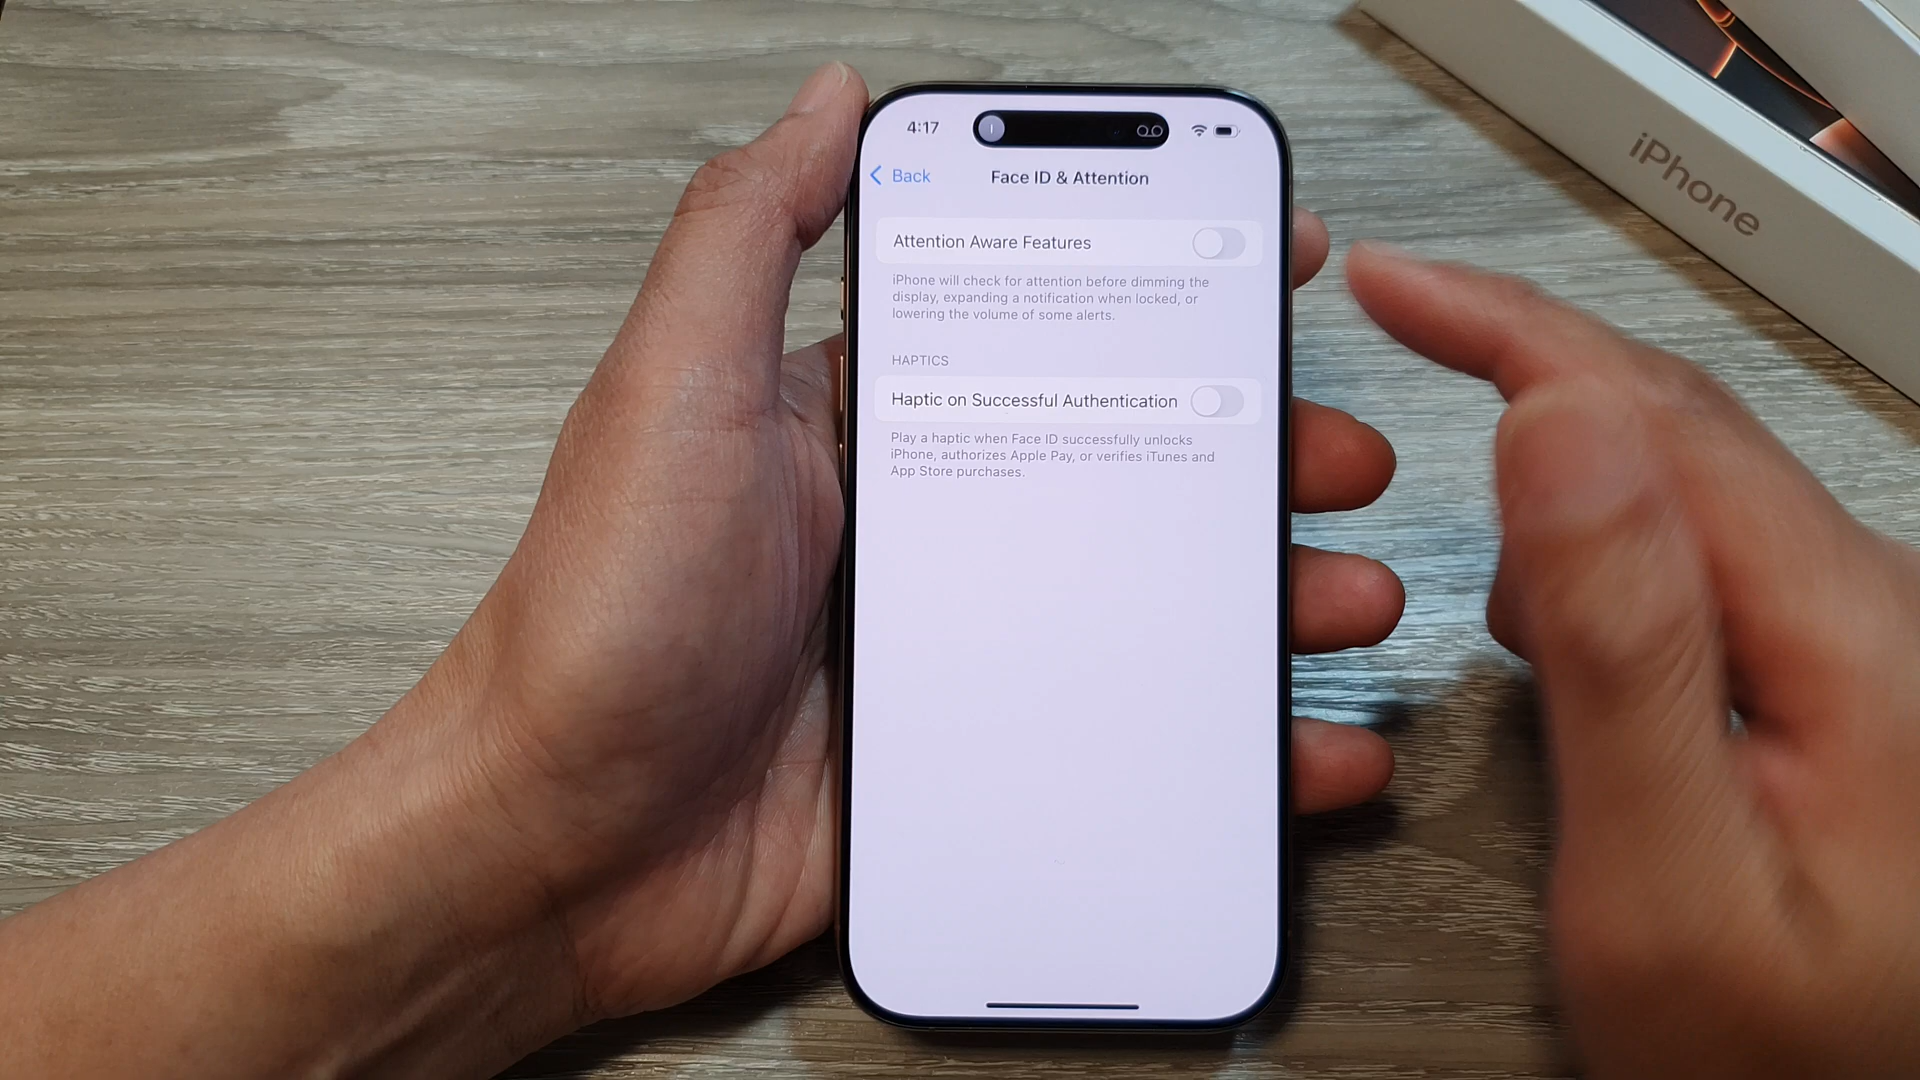 4:17
Back
Face ID & Attention
Attention Aware Features
iPhone will check for attention before dimming the
display, expanding a notification when locked, or
lowering the volume of some alerts.
HAPTICS
Haptic on Successful Authentication
Play a haptic when Face ID successfully unlocks
iPhone, authorizes Apple Pay, or verifies iTunes and
App Store purchases.
iPhone